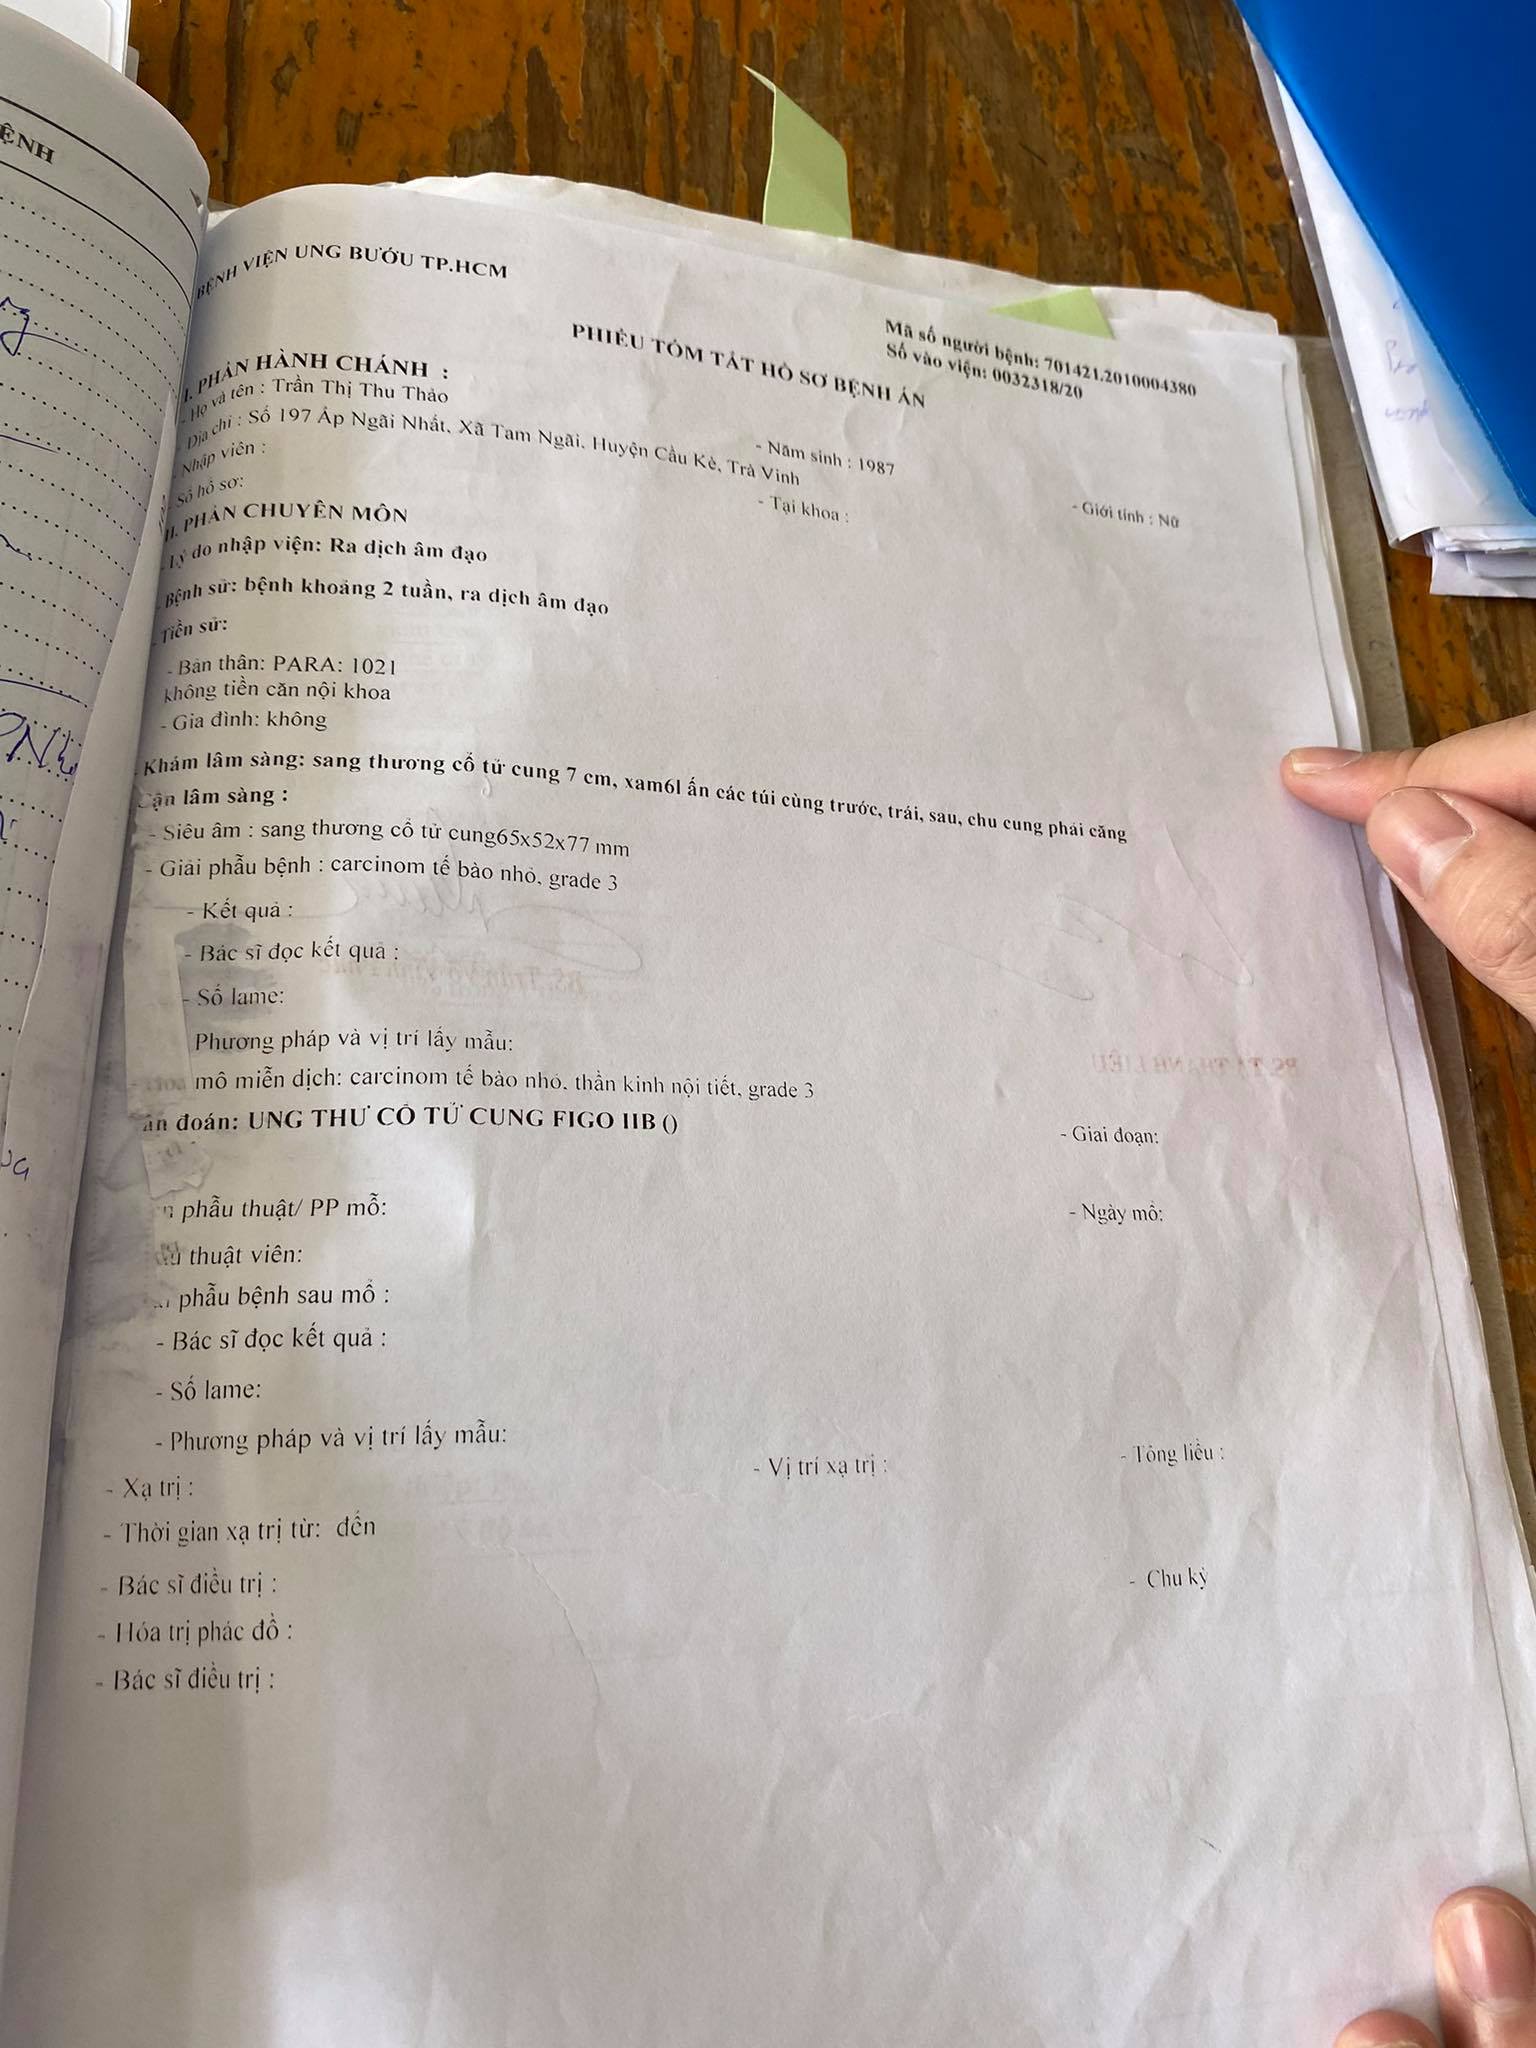 ỆNH
BỆNH VIỆN UNG BƯỚU TP.HCM
Mã số người bệnh: 701421.2010004380
Số vào viện: 0032318/20
PHIẾU TÓM TẮT HỒ SƠ BỆNH ÁN
I. PHẦN HÀNH CHÁNH :
- Họ và tên : Trần Thị Thu Thảo
- Năm sinh : 1987
- Giới tính : Nữ
- Địa chỉ : Số 197 Ấp Ngãi Nhất, Xã Tam Ngãi, Huyện Cầu Kè, Trà Vinh
- Nhập viên :
- Tại khoa :
- Số hồ sơ:
II. PHẦN CHUYÊN MÔN
- Lý do nhập viện: Ra dịch âm đạo
- Bệnh sử: bệnh khoảng 2 tuần, ra dịch âm đạo
- Tiền sử:
- Bản thân: PARA: 1021
không tiền căn nội khoa
- Gia đình: không
- Khám lâm sàng: sang thương cổ tử cung 7 cm, xam6l ấn các túi cùng trước, trái, sau, chu cung phải căng
Cận lâm sàng :
- Siêu âm : sang thương cổ tử cung65x52x77 mm
- Giải phẫu bệnh : carcinom tế bào nhỏ, grade 3
- Kết quả :
- Bác sĩ đọc kết quả :
- Số lame:
Phương pháp và vị trí lấy mẫu:
mô miễn dịch: carcinom tế bào nhỏ, thần kinh nội tiết, grade 3
ẩn đoán: UNG THƯ CỔ TỬ CUNG FIGO IIB ()
- Giai đoạn:
phẫu thuật/ PP mỗ:
- Ngày mổ:
thuật viên:
phẫu bệnh sau mổ :
- Bác sĩ đọc kết quả :
- Số lame:
- Phương pháp và vị trí lấy mẫu:
- Xạ trị :
- Vị trí xạ trị :
- Tông liều :
- Thời gian xạ trị từ: đến
- Bác sĩ điều trị :
- Chu kỳ
- Hóa trị phác đồ :
- Bác sĩ điều trị :